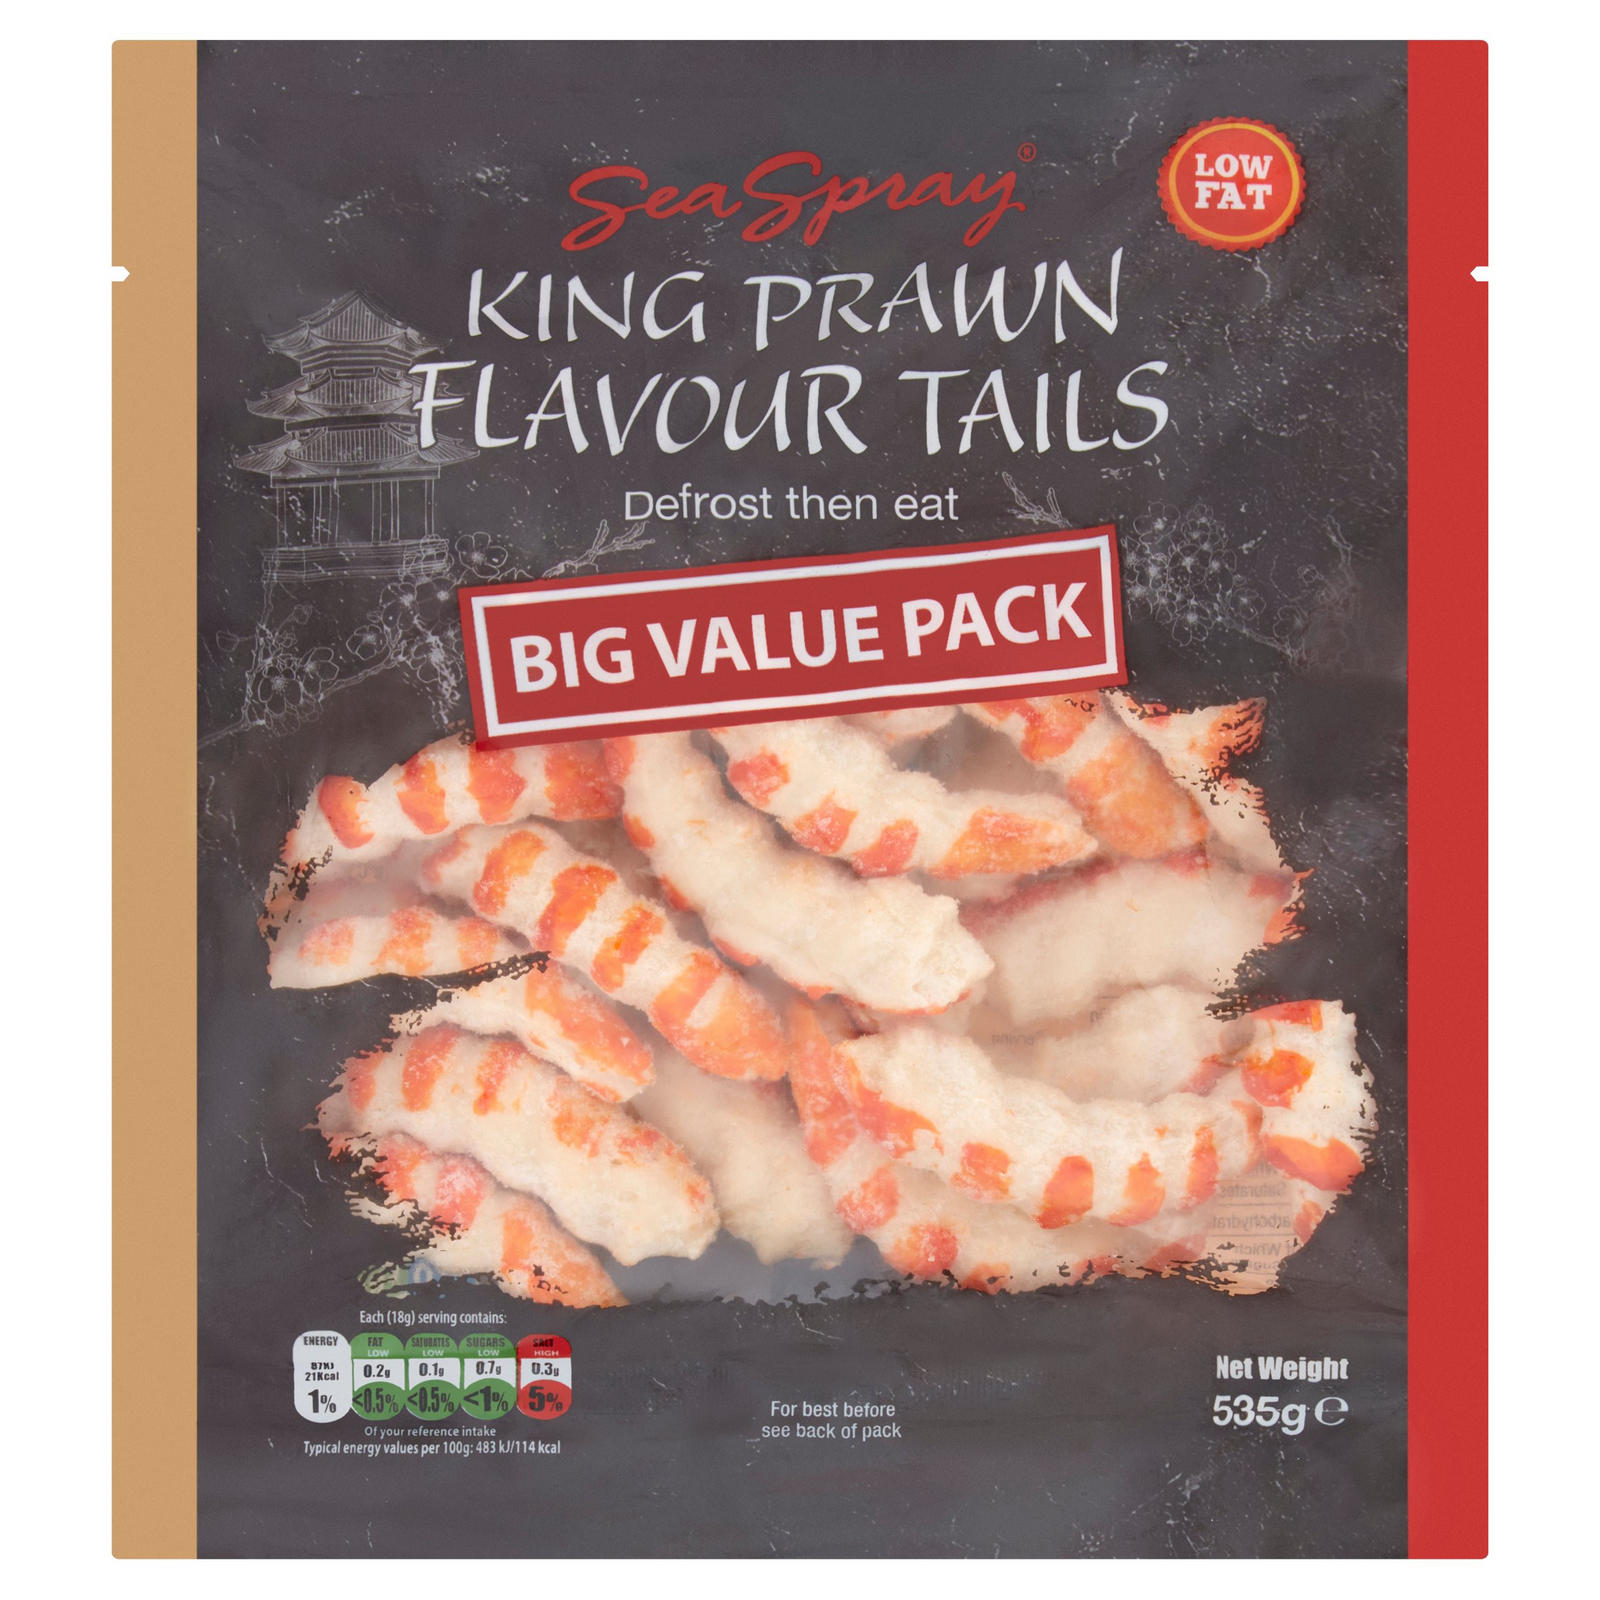 SeaSpray®
LOW
FAT
KING PRAWN
FLAVOUR TAILS
Defrost then eat
BIG VALUE PACK
Each (18g) serving contains:
ENERGY
87KJ
21Kcal
1%
FAT
LOW
0.2g
<0.5%
SATURATES
LOW
0.1g
<0.5%
SUGARS
LOW
0.7g
<1%
SALT
HIGH
0.3g
5%
Of your reference intake
Typical energy values per 100g: 483 kJ/114 kcal
For best before
see back of pack
Net Weight
535g ℮